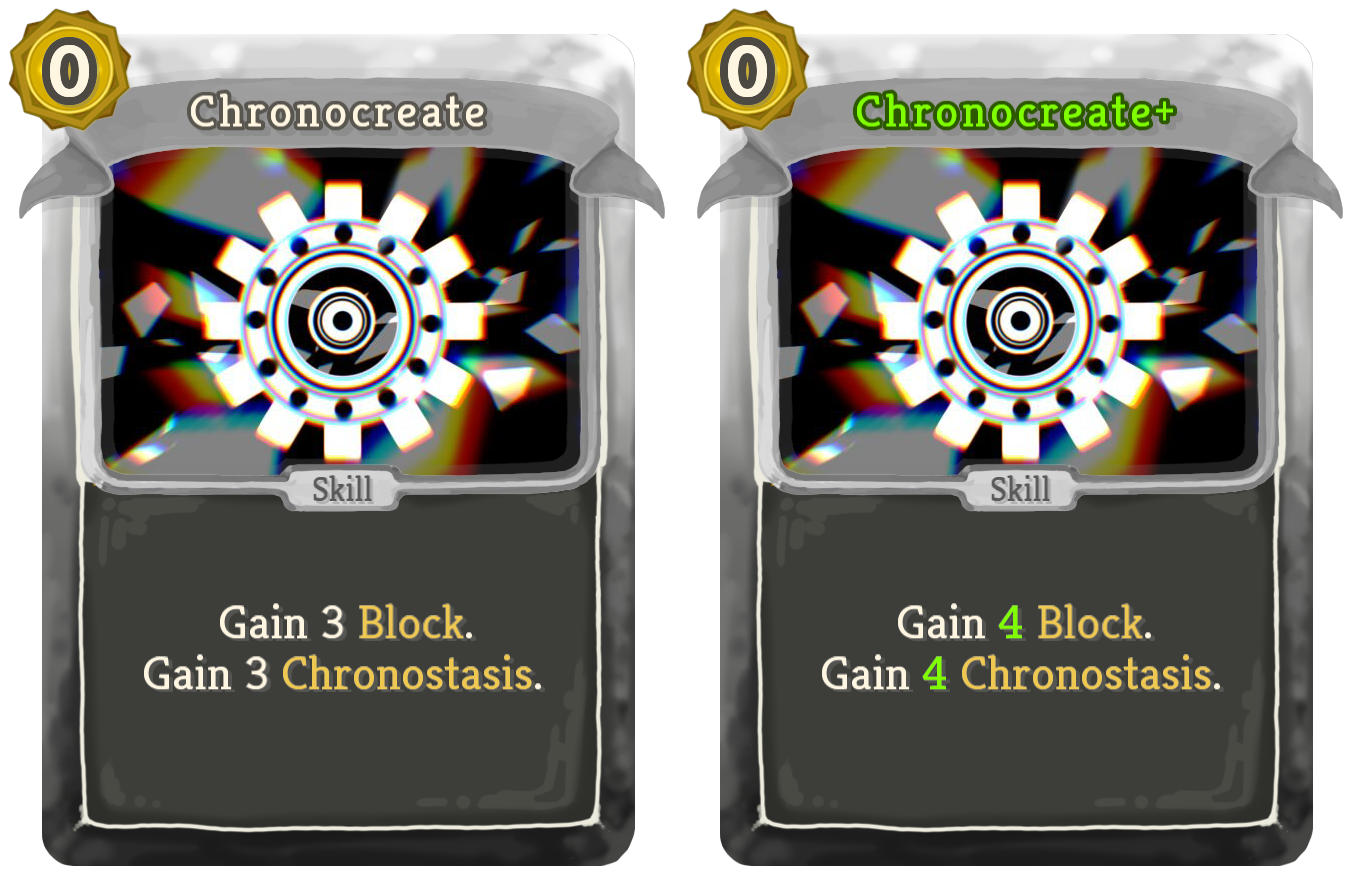 0
Chronocreate
Skill
Gain 3 Block.
Gain 3 Chronostasis.
0
Chronocreate+
Skill
Gain 4 Block.
Gain 4 Chronostasis.